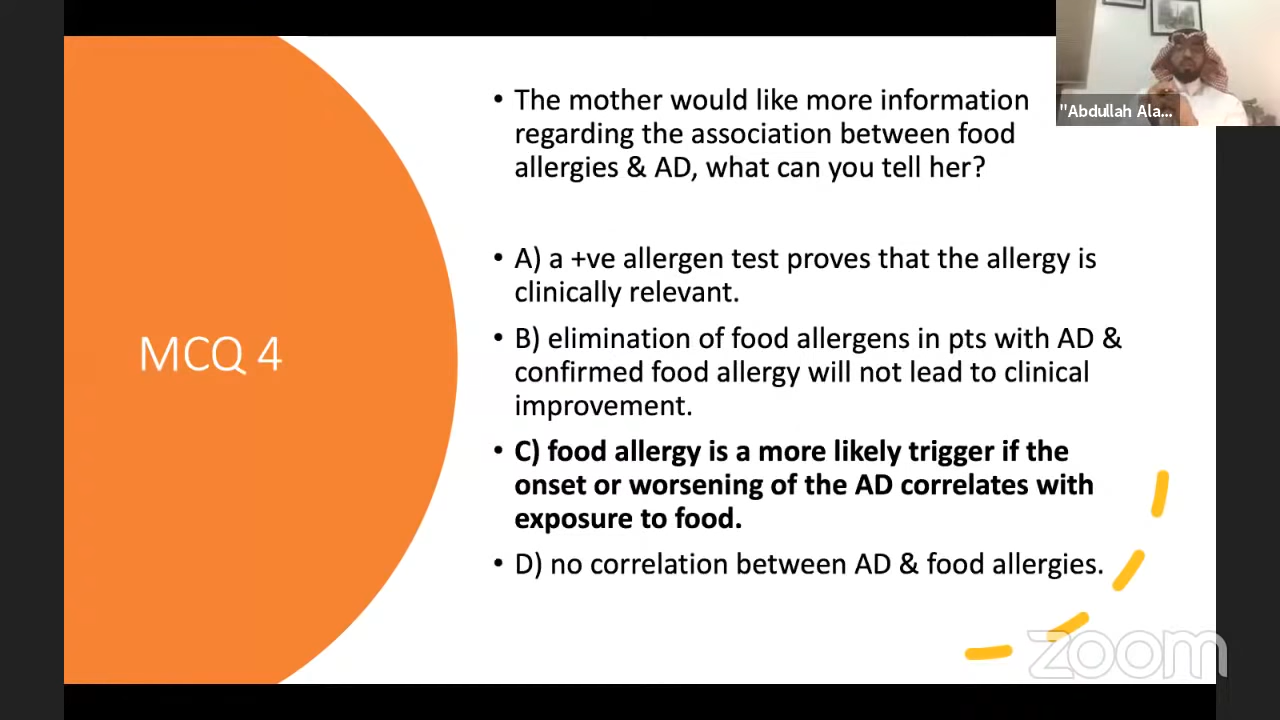 MCQ 4
• The mother would like more information
regarding the association between food
allergies & AD, what can you tell her?
• A) a +ve allergen test proves that the allergy is
clinically relevant.
• B) elimination of food allergens in pts with AD &
confirmed food allergy will not lead to clinical
improvement.
• C) food allergy is a more likely trigger if the
onset or worsening of the AD correlates with
exposure to food.
• D) no correlation between AD & food allergies.
"Abdullah Ala...
zoom